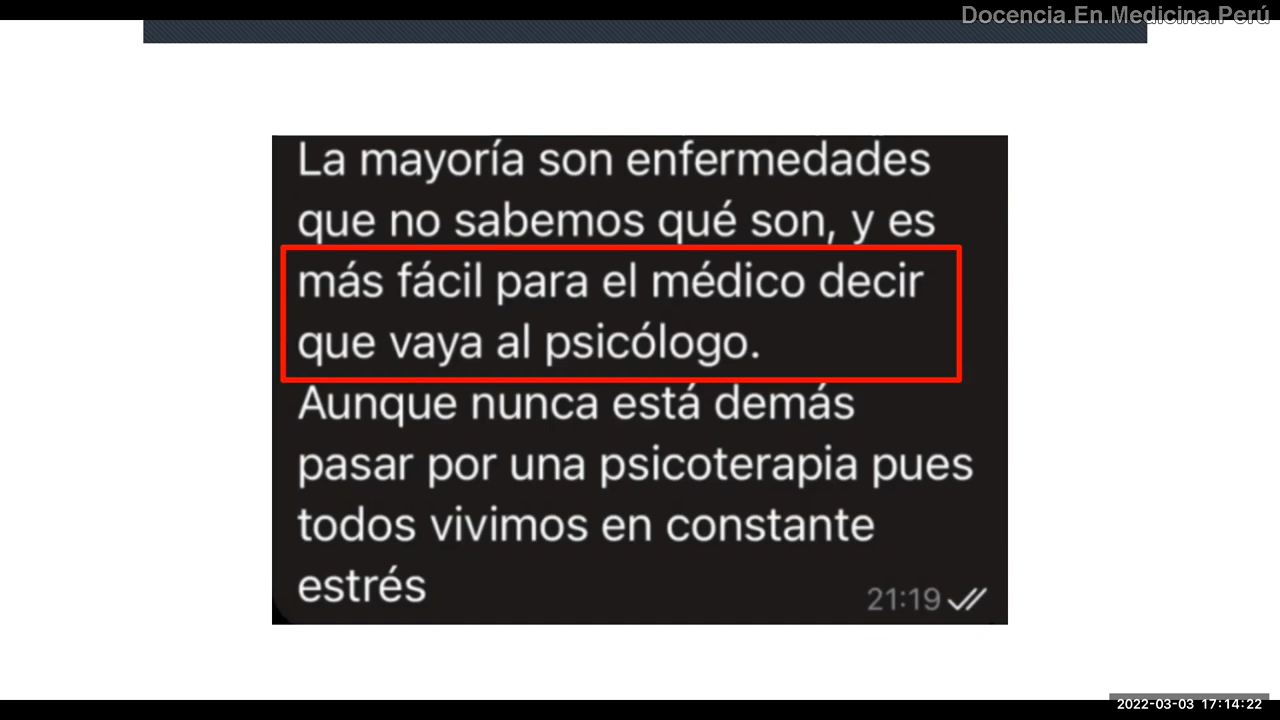 Docencia.En.Medicina.Perú
La mayoría son enfermedades
que no sabemos qué son, y es
más fácil para el médico decir
que vaya al psicólogo.
Aunque nunca está demás
pasar por una psicoterapia pues
todos vivimos en constante
estrés
21:19
2022-03-03 17:14:22